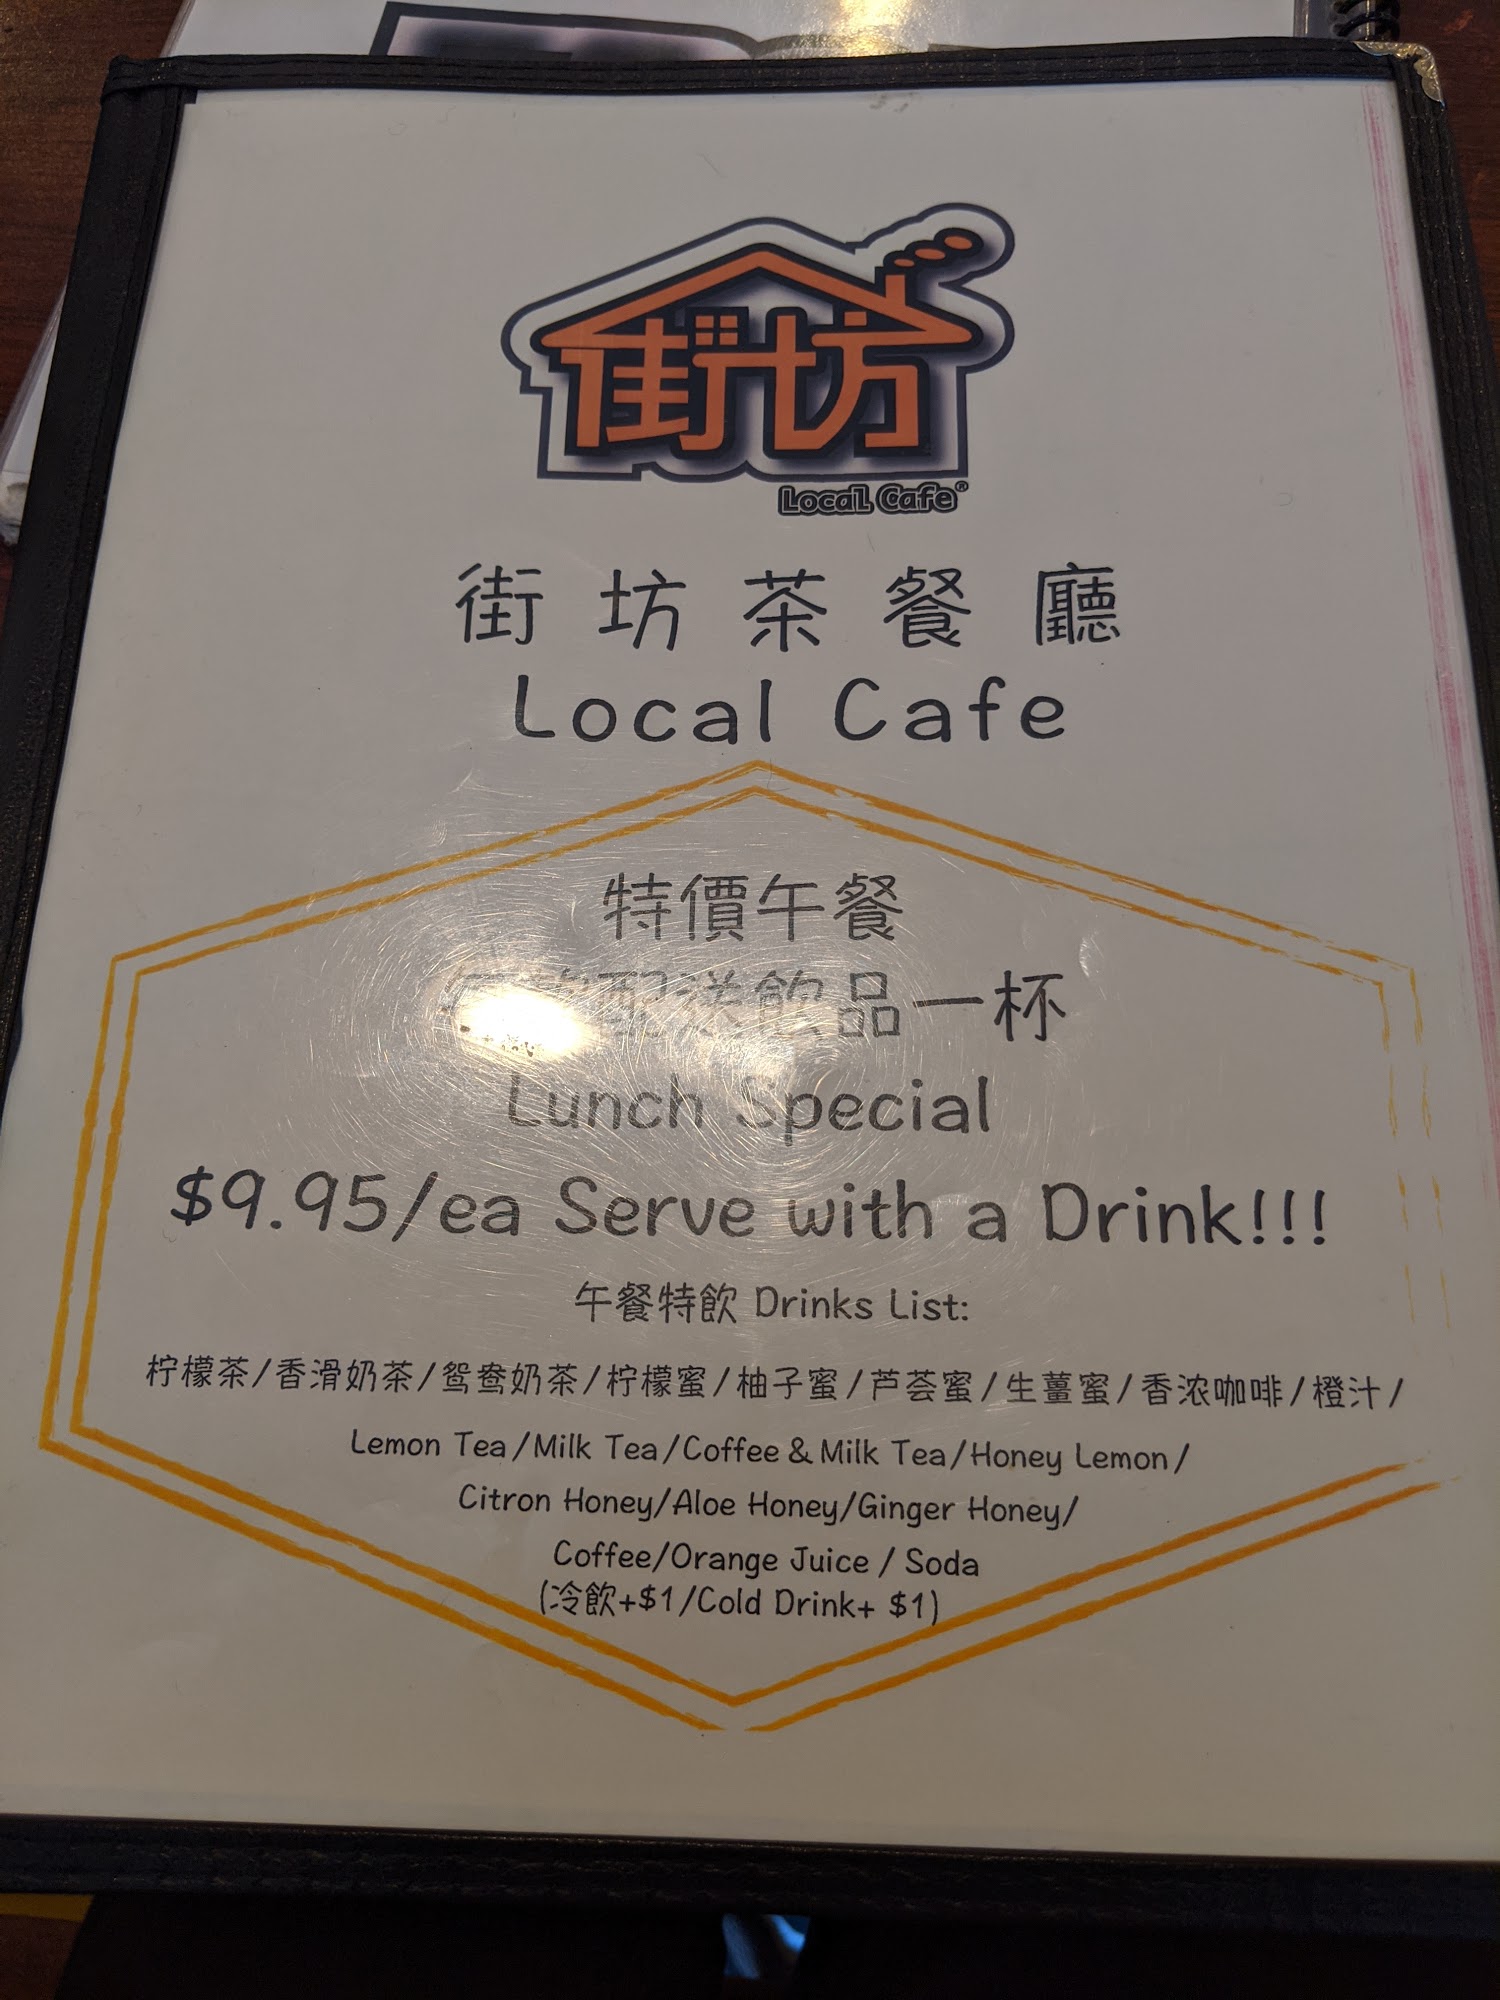 街坊
Local Cafe®
街坊茶餐廳
Local Cafe
特價午餐
配送飲品一杯
Lunch Special
$9.95/ea Serve with a Drink!!!
午餐特飲 Drinks List:
柠檬茶/香滑奶茶/鸳鸯奶茶/柠檬蜜/柚子蜜/芦荟蜜/生薑蜜/香浓咖啡/橙汁/
Lemon Tea/Milk Tea/Coffee & Milk Tea/Honey Lemon/
Citron Honey/Aloe Honey/Ginger Honey/
Coffee/Orange Juice / Soda
(冷飲+$1/Cold Drink+ $1)